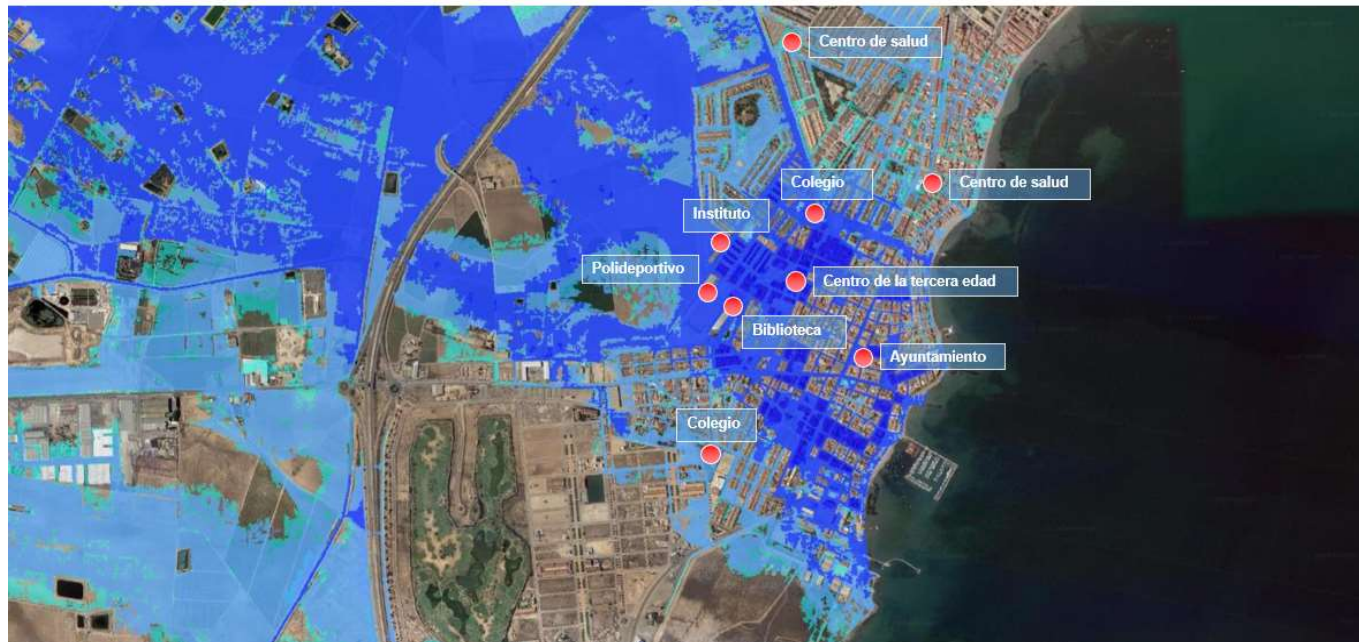 Centro de salud
Centro de salud
Colegio
Instituto
Polideportivo
Centro de la tercera edad
Biblioteca
Ayuntamiento
Colegio